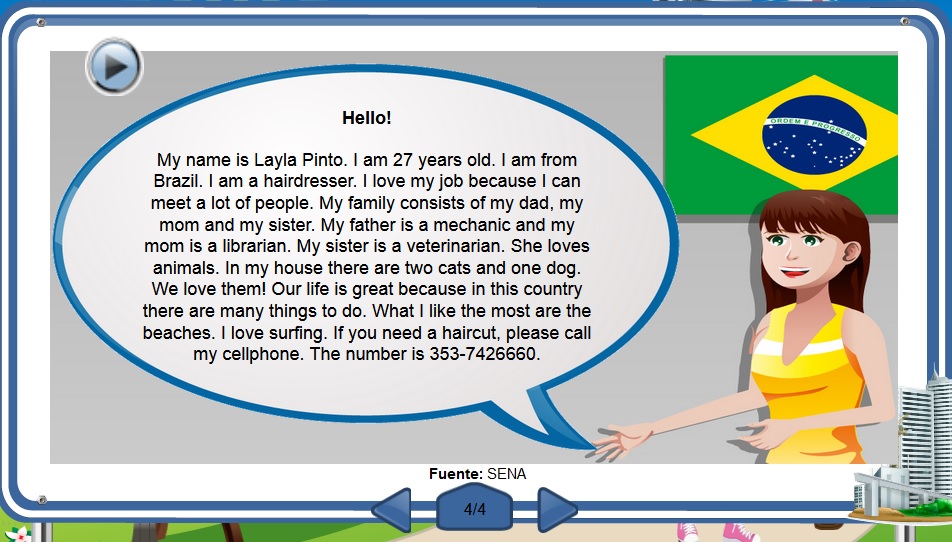 ORDEM E PROGRESSO
Hello!
My name is Layla Pinto. I am 27 years old. I am from
Brazil. I am a hairdresser. I love my job because I can
meet a lot of people. My family consists of my dad, my
mom and my sister. My father is a mechanic and my
mom is a librarian. My sister is a veterinarian. She loves
animals. In my house there are two cats and one dog.
We love them! Our life is great because in this country
there are many things to do. What I like the most are the
beaches. I love surfing. If you need a haircut, please call
my cellphone. The number is 353-7426660.
Fuente: SENA
4/4